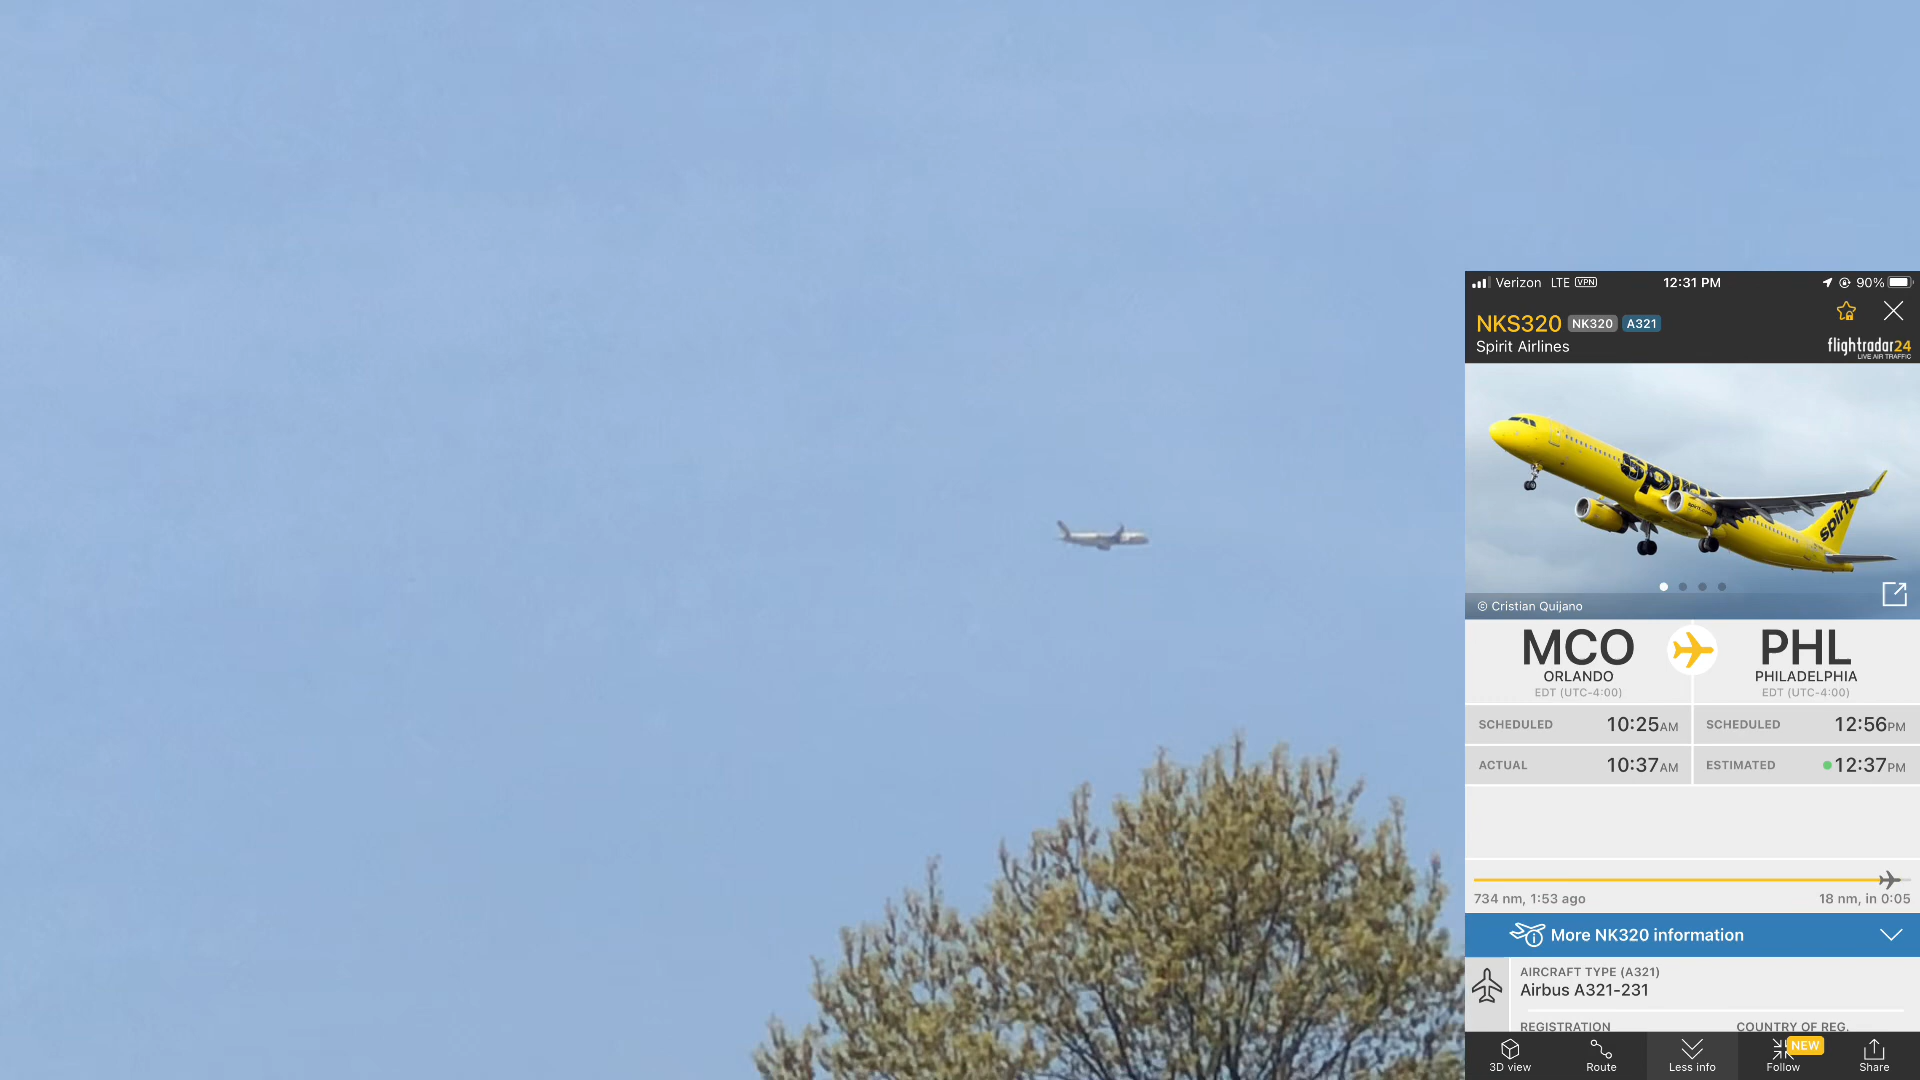 Verizon LTE VPN 12:31 PM 90%
NKS320 NK320 A321
Spirit Airlines
flightradar24
LIVE AIR TRAFFIC
spirit
spirit
© Cristian Quijano
MCO PHL
ORLANDO PHILADELPHIA
EDT (UTC-4:00) EDT (UTC-4:00)
SCHEDULED 10:25AM SCHEDULED 12:56PM
ACTUAL 10:37AM ESTIMATED 12:37PM
734 nm, 1:53 ago 18 nm, in 0:05
More NK320 information
AIRCRAFT TYPE (A321)
Airbus A321-231
REGISTRATION COUNTRY OF REG.
NEW
3D view Route Less info Follow Share